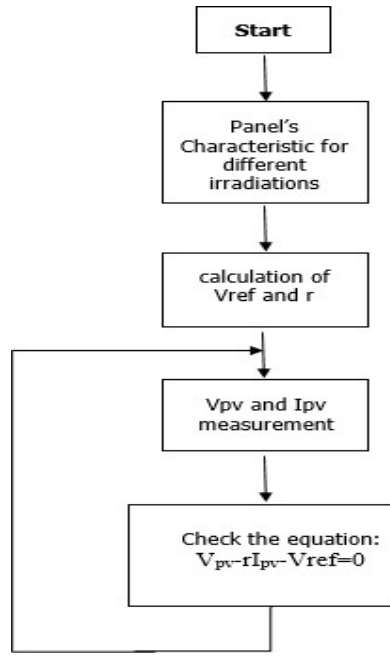 Start
Panel's
Characteristic for
different
irradiations
calculation of
Vref and r
Vpv and Ipv
measurement
Check the equation:
Vpv-rIpv-Vref=0